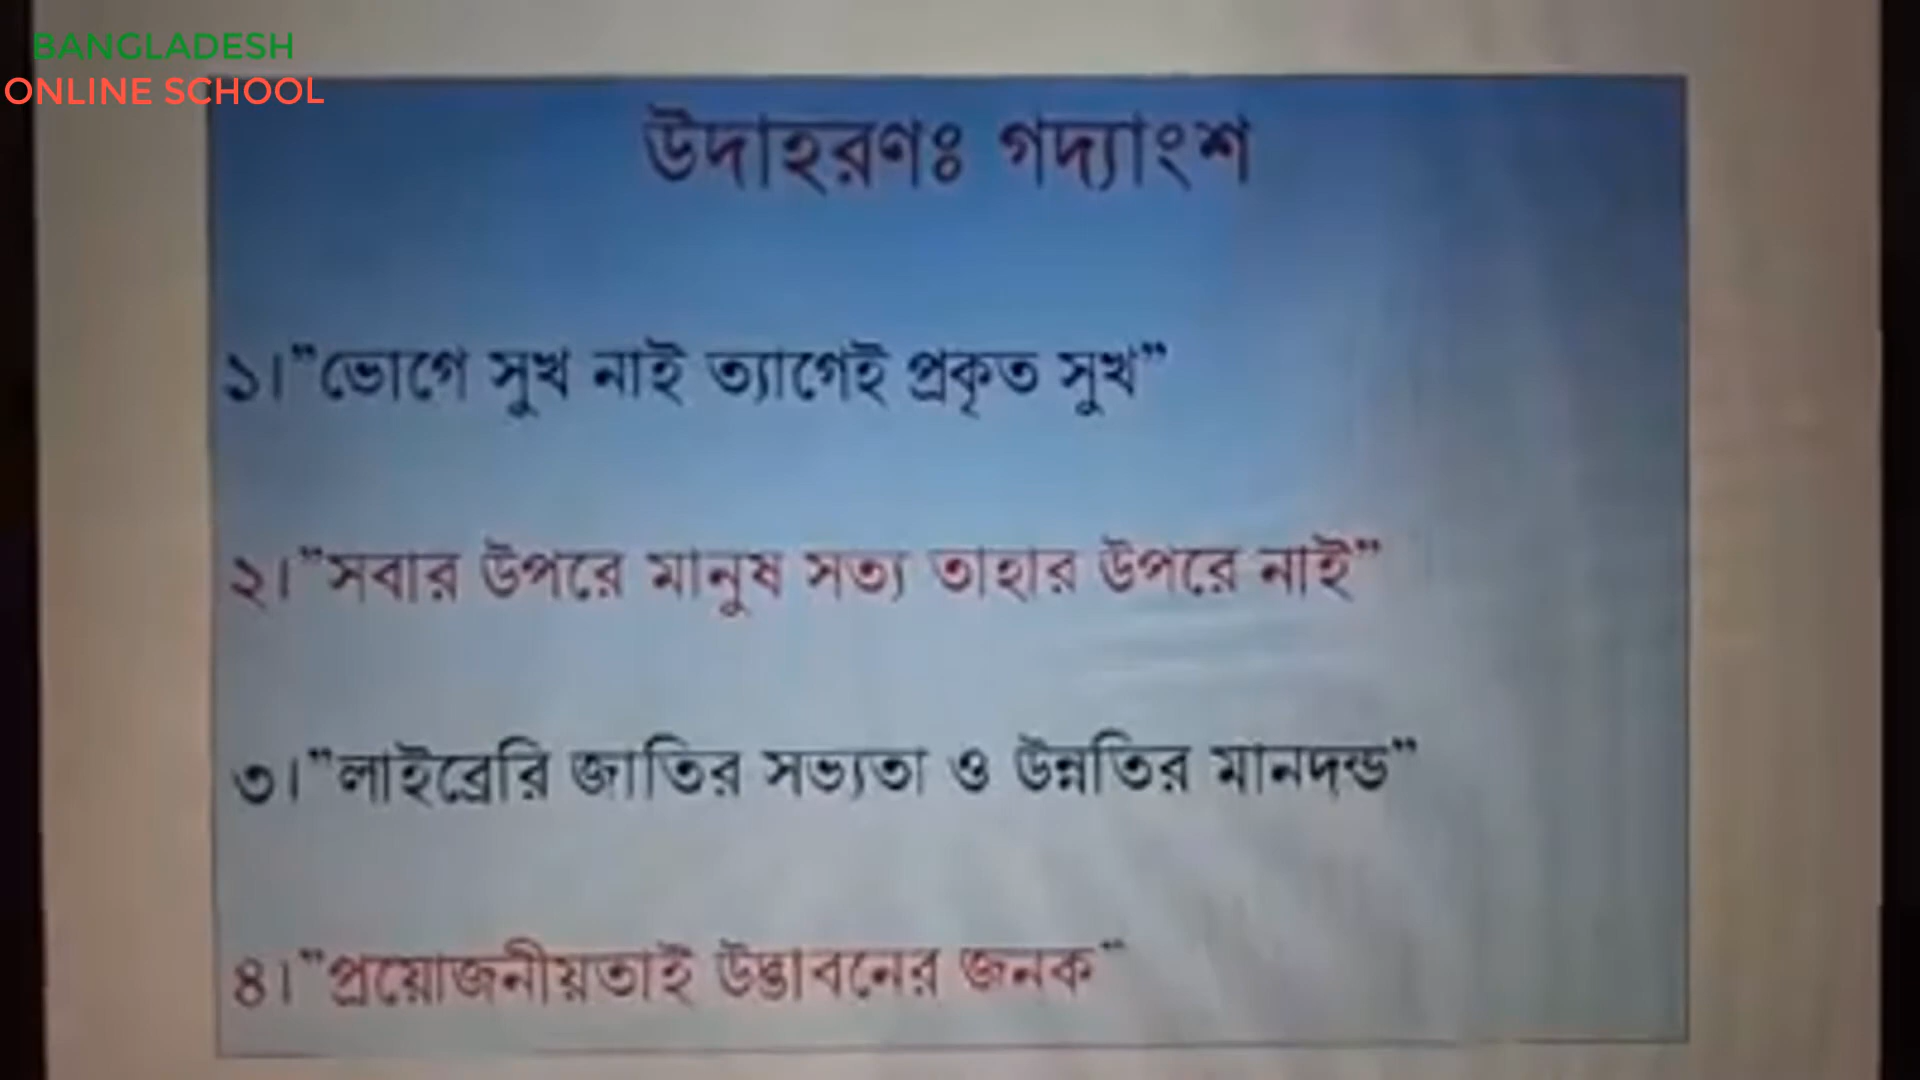 BANGLADESH
ONLINE SCHOOL
উদাহরণঃ গদ্যাংশ
১।”ভোগে সুখ নাই ত্যাগেই প্রকৃত সুখ”
২।”সবার উপরে মানুষ সত্য তাহার উপরে নাই”
৩।”লাইব্রেরি জাতির সভ্যতা ও উন্নতির মানদন্ড”
৪।”প্রয়োজনীয়তাই উদ্ভাবনের জনক”